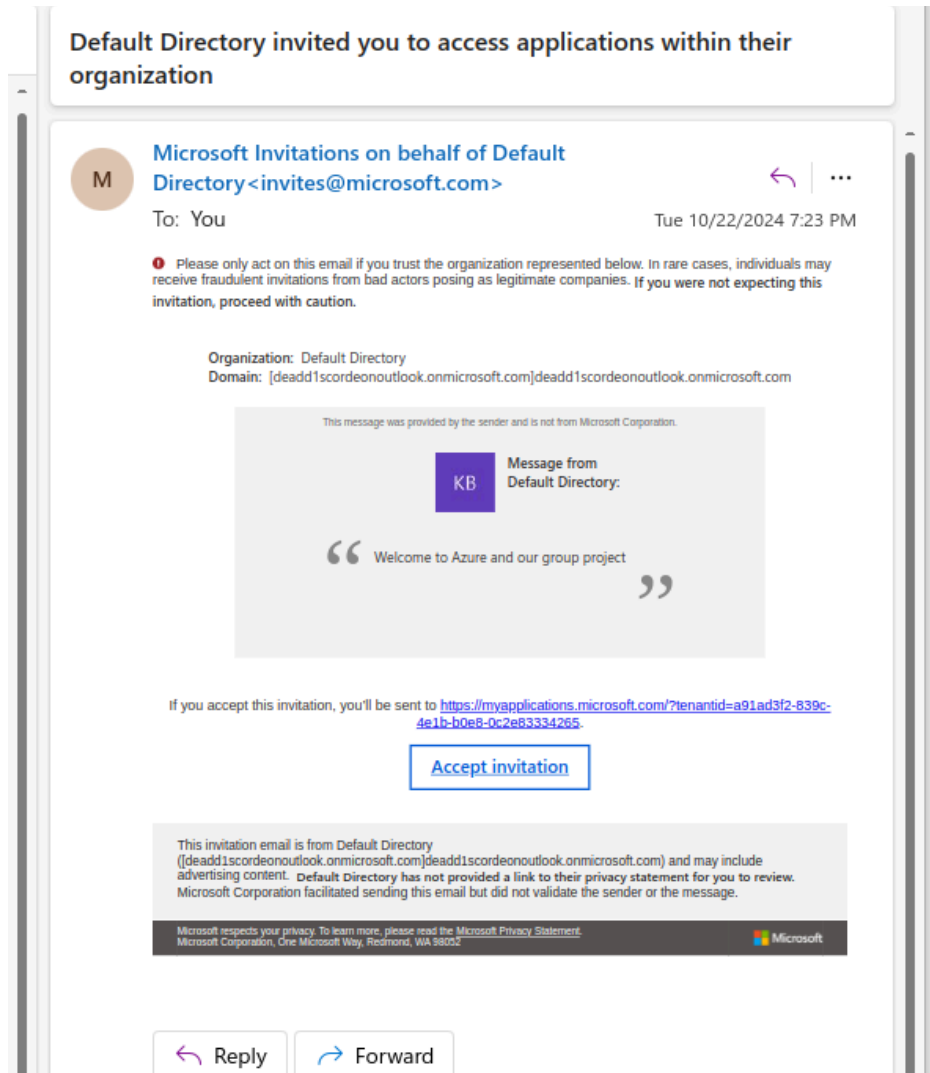 Default Directory invited you to access applications within their
organization
M
Microsoft Invitations on behalf of Default
Directory<invites@microsoft.com>
To: You
Tue 10/22/2024 7:23 PM
Please only act on this email if you trust the organization represented below. In rare cases, individuals may
receive fraudulent invitations from bad actors posing as legitimate companies. If you were not expecting this
invitation, proceed with caution.
Organization: Default Directory
Domain: [deadd1scordeonoutlook.onmicrosoft.com]deadd1scordeonoutlook.onmicrosoft.com
This message was provided by the sender and is not from Microsoft Corporation.
KB
Message from
Default Directory:
“ Welcome to Azure and our group project
”
If you accept this invitation, you'll be sent to https://myapplications.microsoft.com/?tenantid=a91ad3f2-839c-
4e1b-b0e8-0c2e83334265.
Accept invitation
This invitation email is from Default Directory
([deadd1scordeonoutlook.onmicrosoft.com]deadd1scordeonoutlook.onmicrosoft.com) and may include
advertising content. Default Directory has not provided a link to their privacy statement for you to review.
Microsoft Corporation facilitated sending this email but did not validate the sender or the message.
Microsoft respects your privacy. To learn more, please read the Microsoft Privacy Statement.
Microsoft Corporation, One Microsoft Way, Redmond, WA 98052
Microsoft
Reply
Forward